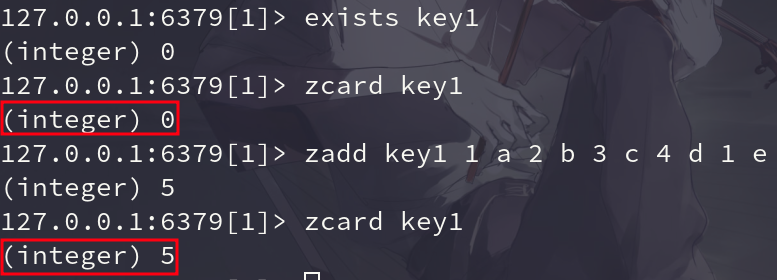 127.0.0.1:6379[1]> exists key1
(integer) 0
127.0.0.1:6379[1]> zcard key1
(integer) 0
127.0.0.1:6379[1]> zadd key1 1 a 2 b 3 c 4 d 1 e
(integer) 5
127.0.0.1:6379[1]> zcard key1
(integer) 5